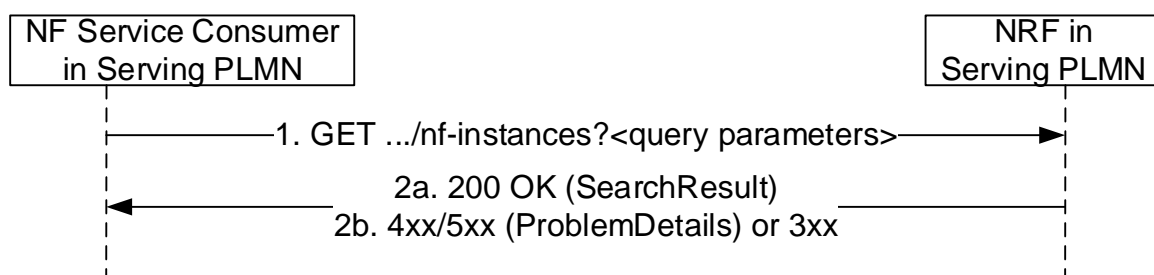 NF Service Consumer
in Serving PLMN
NRF in
Serving PLMN
1. GET .../nf-instances?<query parameters>
2a. 200 OK (SearchResult)
2b. 4xx/5xx (ProblemDetails) or 3xx